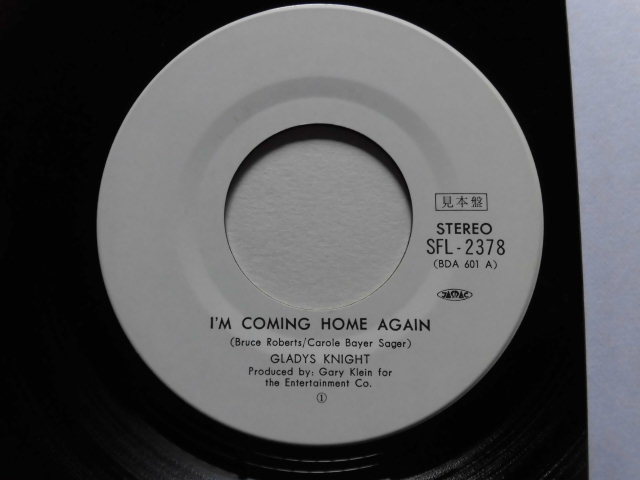 見本盤
STEREO
SFL-2378
(BDA 601 A)
JASRAC
I'M COMING HOME AGAIN
(Bruce Roberts/Carole Bayer Sager)
GLADYS KNIGHT
Produced by: Gary Klein for
the Entertainment Co.
①